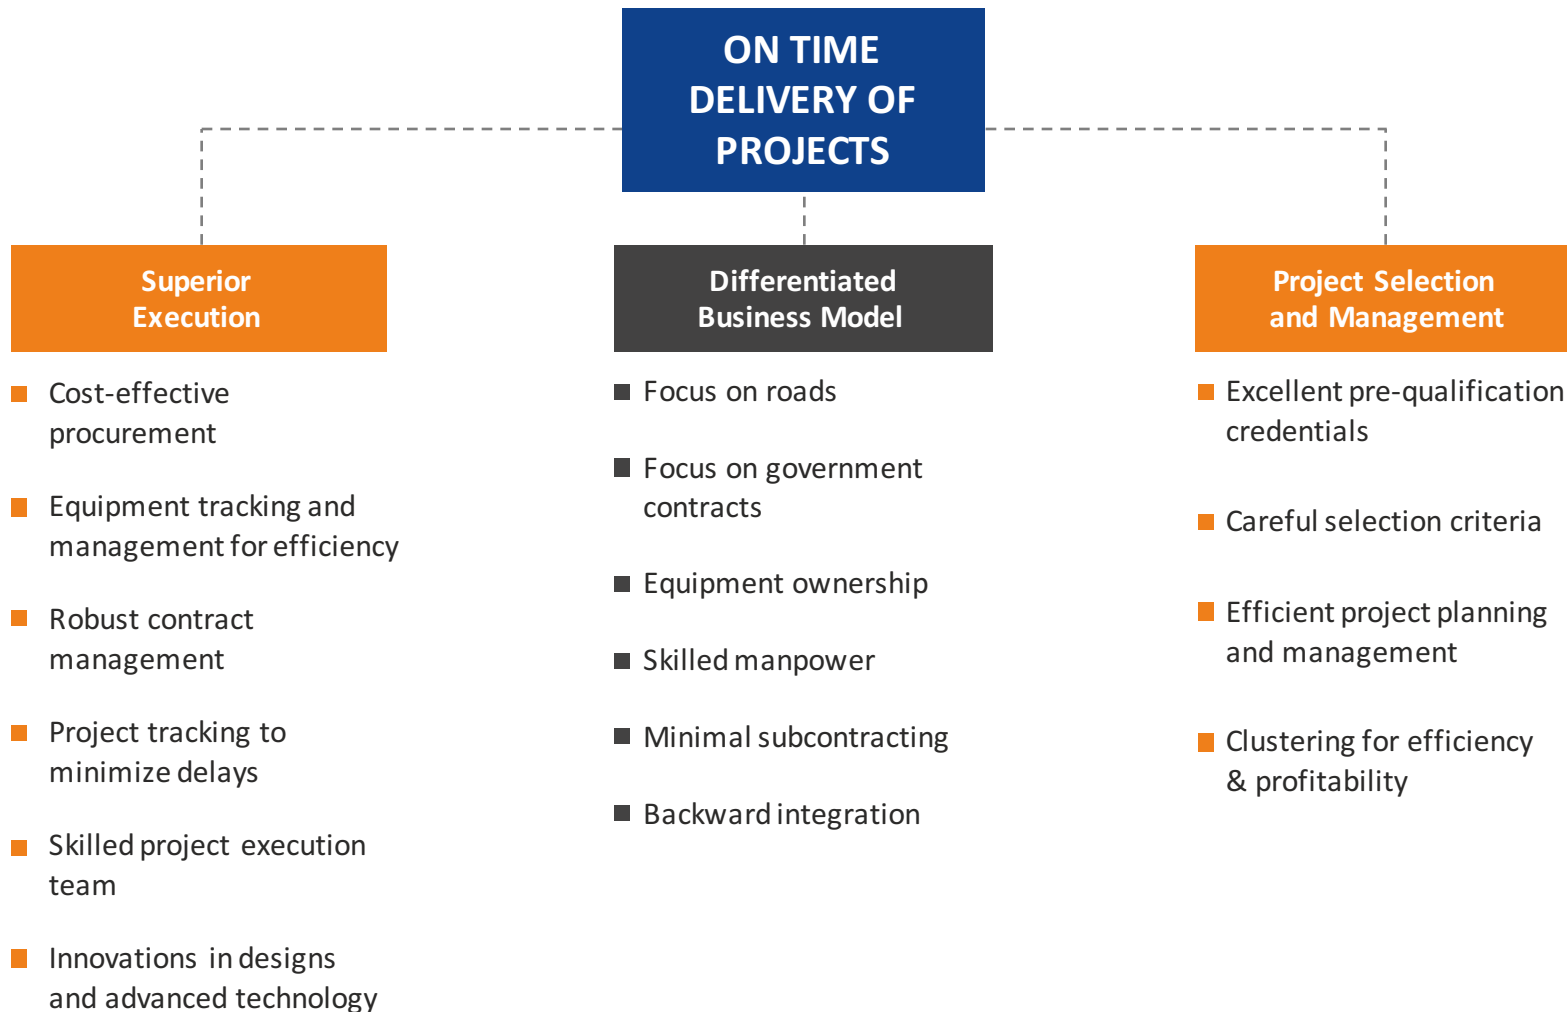 ON TIME
DELIVERY OF
PROJECTS
Superior
Execution
Cost-effective
procurement
Equipment tracking and
management for efficiency
Robust contract
management
Project tracking to
minimize delays
Skilled project execution
team
Innovations in designs
and advanced technology
Differentiated
Business Model
Focus on roads
Focus on government
contracts
Equipment ownership
Skilled manpower
Minimal subcontracting
Backward integration
Project Selection
and Management
Excellent pre-qualification
credentials
Careful selection criteria
Efficient project planning
and management
Clustering for efficiency
& profitability